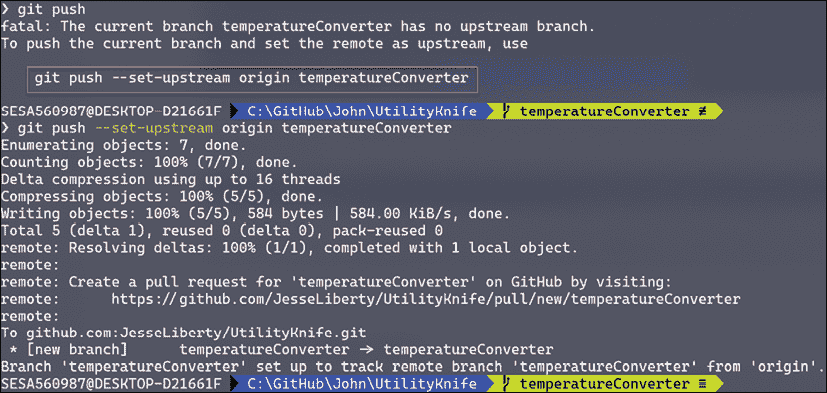 ❯ git push
fatal: The current branch temperatureConverter has no upstream branch.
To push the current branch and set the remote as upstream, use
git push --set-upstream origin temperatureConverter
SESA560987@DESKTOP-D21661F C:\GitHub\John\UtilityKnife temperatureConverter ≢
❯ git push --set-upstream origin temperatureConverter
Enumerating objects: 7, done.
Counting objects: 100% (7/7), done.
Delta compression using up to 16 threads
Compressing objects: 100% (5/5), done.
Writing objects: 100% (5/5), 584 bytes | 584.00 KiB/s, done.
Total 5 (delta 1), reused 0 (delta 0), pack-reused 0
remote: Resolving deltas: 100% (1/1), completed with 1 local object.
remote:
remote: Create a pull request for 'temperatureConverter' on GitHub by visiting:
remote:      https://github.com/JesseLiberty/UtilityKnife/pull/new/temperatureConverter
remote:
To github.com:JesseLiberty/UtilityKnife.git
 * [new branch]      temperatureConverter -> temperatureConverter
Branch 'temperatureConverter' set up to track remote branch 'temperatureConverter' from 'origin'.
SESA560987@DESKTOP-D21661F C:\GitHub\John\UtilityKnife temperatureConverter ≡